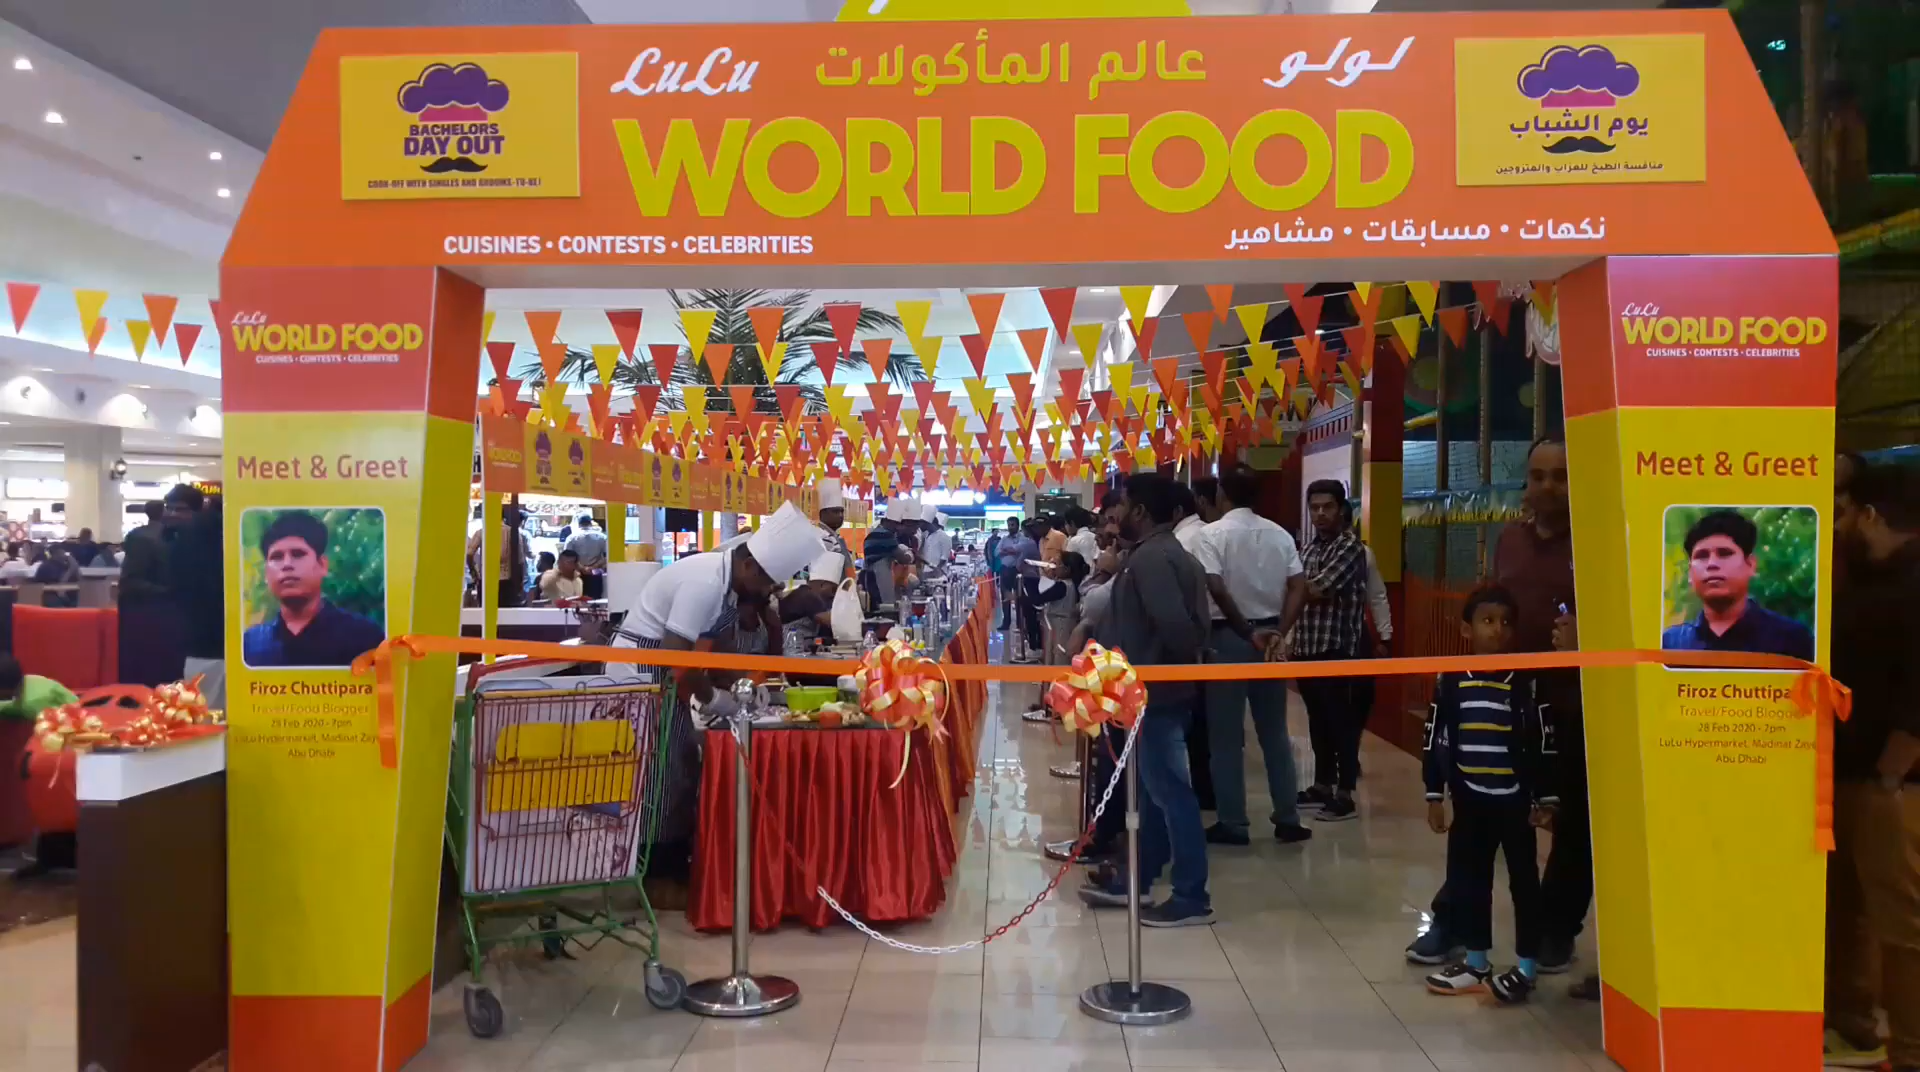 LuLu عالم المأكولات لولو
WORLD FOOD
CUISINES • CONTESTS • CELEBRITIES
نكهات • مسابقات • مشاهير
BACHELORS
DAY OUT
COOK-OFF WITH SINGLES AND GROOMS-TO-BE!
يوم الشباب
منافسة الطبخ للعزاب والمتزوجين
LuLu
WORLD FOOD
CUISINES • CONTESTS • CELEBRITIES
Meet & Greet
Firoz Chuttipara
Travel/Food Blogger
28 Feb 2020 - 7pm
LuLu Hypermarket, Madinat Zay
Abu Dhabi
LuLu
WORLD FOOD
CUISINES • CONTESTS • CELEBRITIES
Meet & Greet
Firoz Chuttipa
Travel/Food Blogger
28 Feb 2020 - 7pm
LuLu Hypermarket, Madinat Zaye
Abu Dhabi